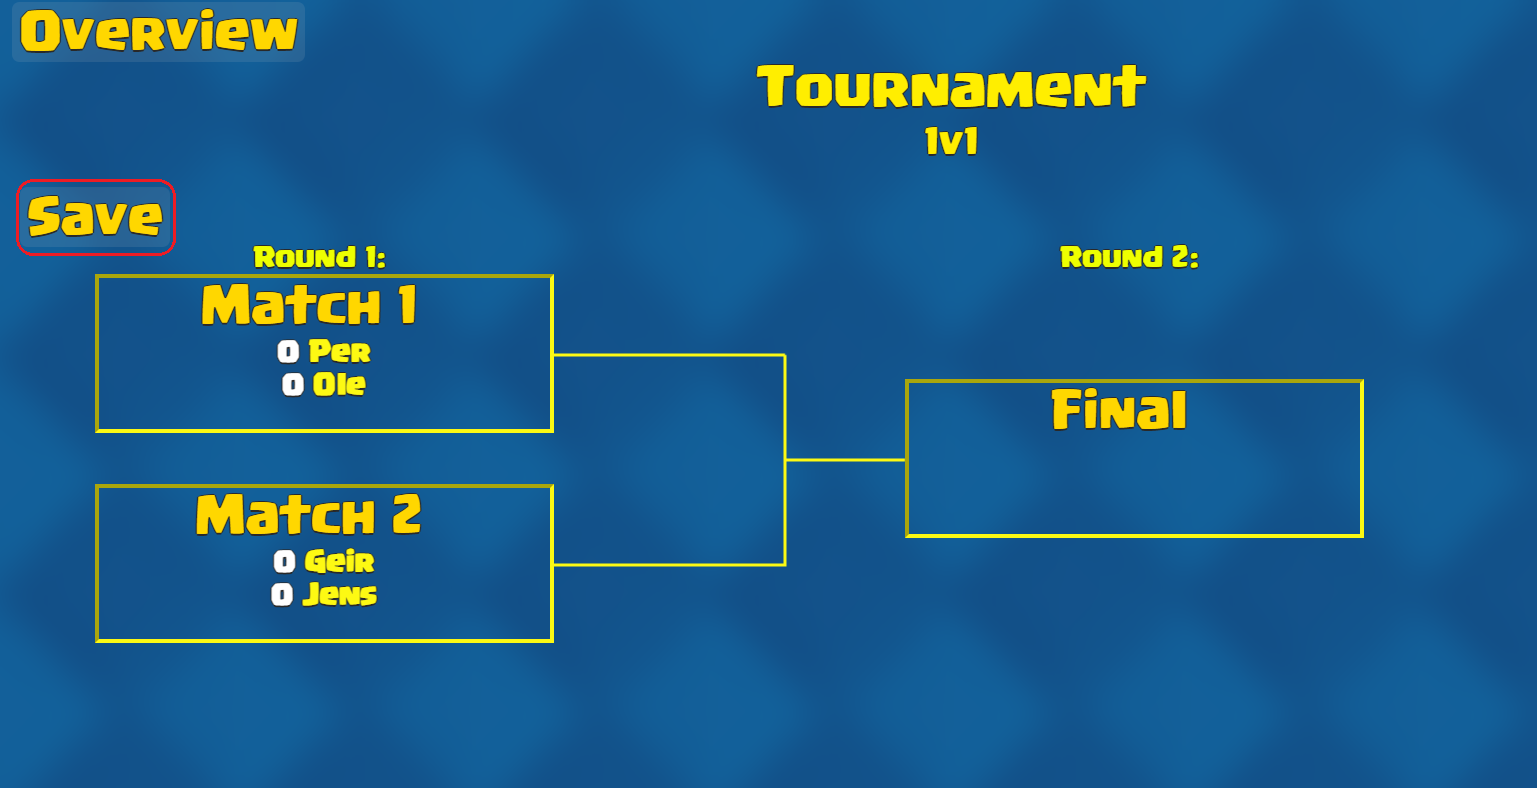 Overview
Tournament
1v1
Save
Round 1:
Round 2:
Match 1
0 Per
0 Ole
Final
Match 2
0 Geir
0 Jens